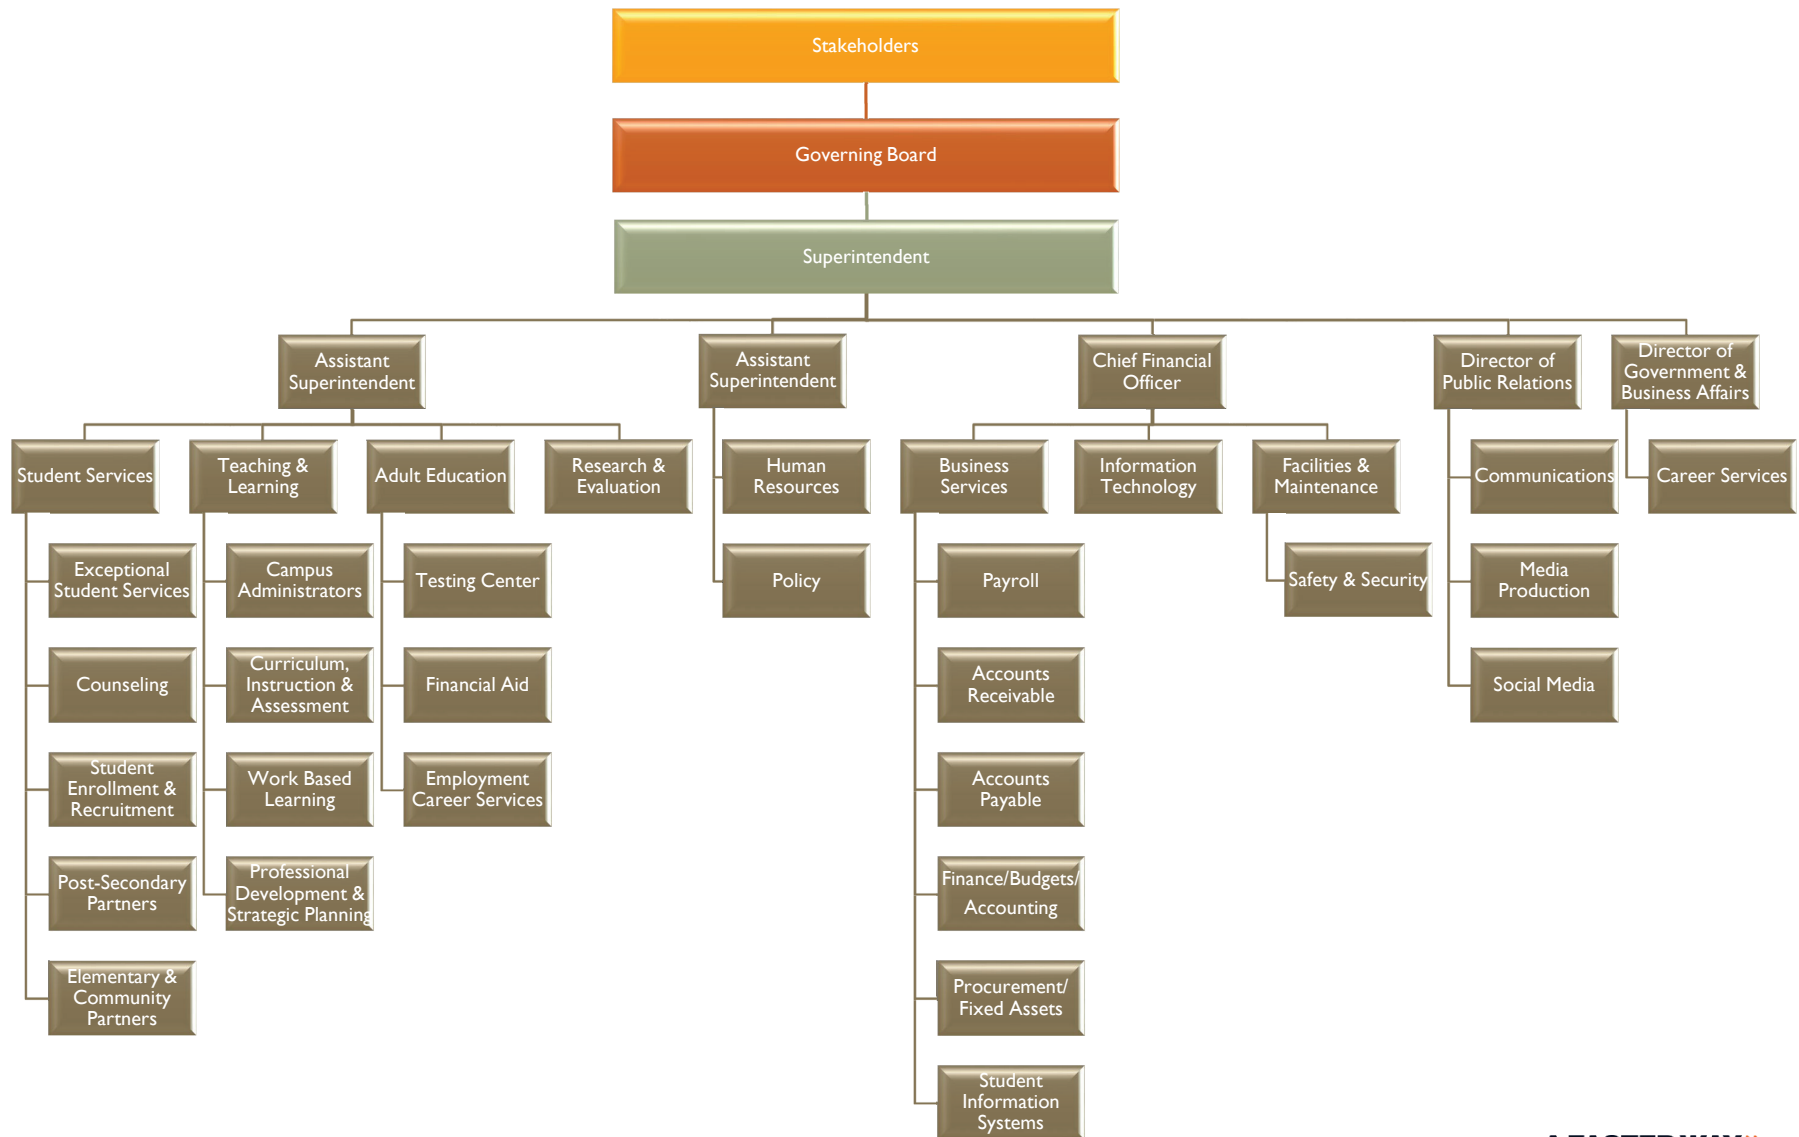 Stakeholders
Governing Board
Superintendent
Assistant
Superintendent
Assistant
Superintendent
Chief Financial
Officer
Director of
Public Relations
Director of
Government &
Business Affairs
Student Services
Teaching &
Learning
Adult Education
Research &
Evaluation
Human
Resources
Business
Services
Information
Technology
Facilities &
Maintenance
Communications
Career Services
Exceptional
Student Services
Campus
Administrators
Testing Center
Policy
Payroll
Safety & Security
Media
Production
Counseling
Curriculum,
Instruction &
Assessment
Financial Aid
Accounts
Receivable
Social Media
Student
Enrollment &
Recruitment
Work Based
Learning
Employment
Career Services
Accounts
Payable
Post-Secondary
Partners
Professional
Development &
Strategic Planning
Finance/Budgets/
Accounting
Elementary &
Community
Partners
Procurement/
Fixed Assets
Student
Information
Systems
A FASTER WAY